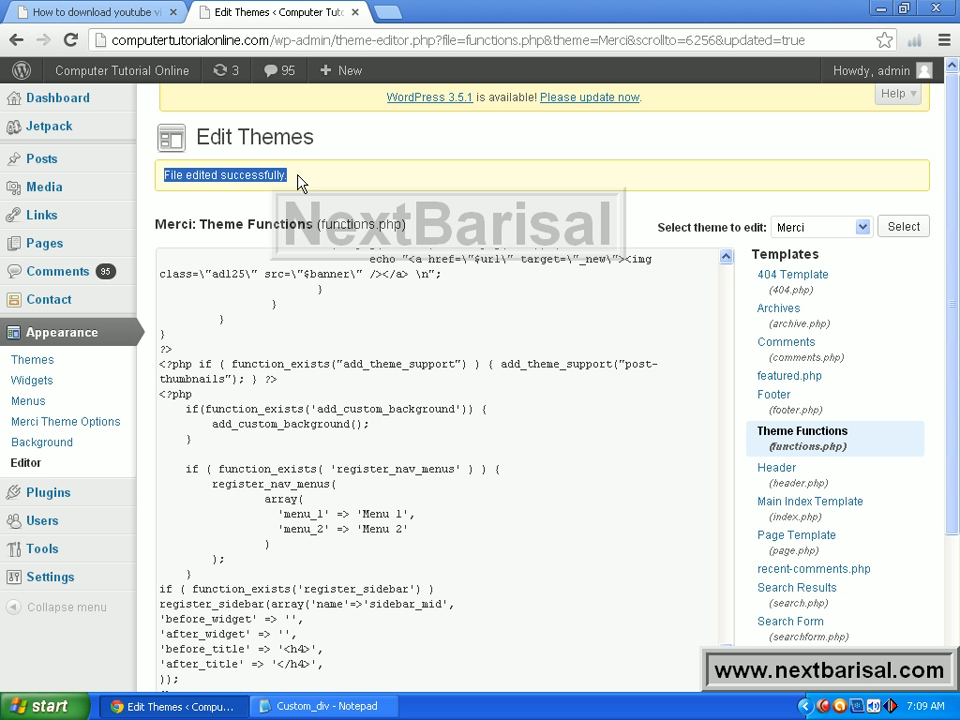 How to download youtube vi
Edit Themes ‹ Computer Tuto
computertutorialonline.com/wp-admin/theme-editor.php?file=functions.php&theme=Merci&scrollto=6256&updated=true
Computer Tutorial Online
3
95
+ New
Howdy, admin
Dashboard
Jetpack
Posts
Media
Links
Pages
Comments 95
Contact
Appearance
Themes
Widgets
Menus
Merci Theme Options
Background
Editor
Plugins
Users
Tools
Settings
Collapse menu
WordPress 3.5.1 is available! Please update now.
Help
Edit Themes
File edited successfully.
NextBarisal
Merci: Theme Functions (functions.php)
Select theme to edit:
Merci
Select
echo "<a href=\"$url\" target=\"_new\"><img
class=\"ad125\" src=\"$banner\" /></a> \n";
}
}
}
}
?>
<?php if ( function_exists("add_theme_support") ) { add_theme_support("post-
thumbnails"); } ?>
<?php
if(function_exists('add_custom_background')) {
add_custom_background();
}
if ( function_exists( 'register_nav_menus' ) ) {
register_nav_menus(
array(
'menu_1' => 'Menu 1',
'menu_2' => 'Menu 2'
)
);
}
if ( function_exists('register_sidebar') )
register_sidebar(array('name'=>'sidebar_mid',
'before_widget' => '',
'after_widget' => '',
'before_title' => '<h4>',
'after_title' => '</h4>',
));
Templates
404 Template
(404.php)
Archives
(archive.php)
Comments
(comments.php)
featured.php
Footer
(footer.php)
Theme Functions
(functions.php)
Header
(header.php)
Main Index Template
(index.php)
Page Template
(page.php)
recent-comments.php
Search Results
(search.php)
Search Form
(searchform.php)
www.nextbarisal.com
start
Edit Themes ‹ Compu...
Custom_div - Notepad
7:09 AM